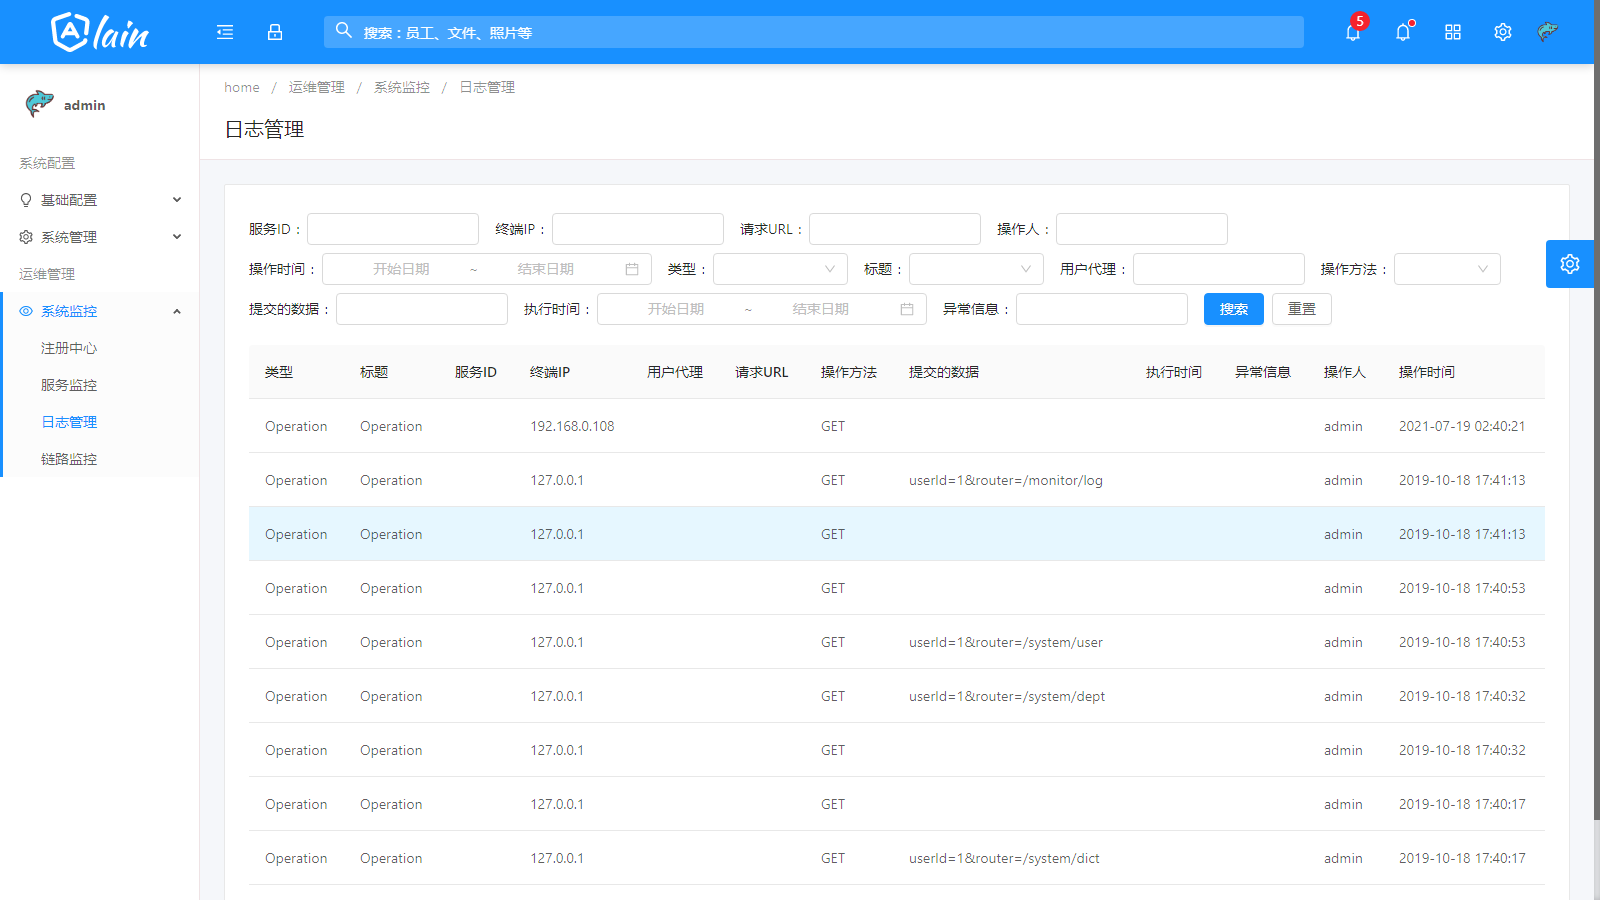 Alain
搜索：员工、文件、照片等
5
admin
系统配置
基础配置
系统管理
运维管理
系统监控
注册中心
服务监控
日志管理
链路监控
home / 运维管理 / 系统监控 / 日志管理
日志管理
服务ID： 终端IP： 请求URL： 操作人：
操作时间： 开始日期 ~ 结束日期 类型： 标题： 用户代理： 操作方法：
提交的数据： 执行时间： 开始日期 ~ 结束日期 异常信息： 搜索 重置
类型 标题 服务ID 终端IP 用户代理 请求URL 操作方法 提交的数据 执行时间 异常信息 操作人 操作时间
Operation Operation 192.168.0.108 GET admin 2021-07-19 02:40:21
Operation Operation 127.0.0.1 GET userId=1&router=/monitor/log admin 2019-10-18 17:41:13
Operation Operation 127.0.0.1 GET admin 2019-10-18 17:41:13
Operation Operation 127.0.0.1 GET admin 2019-10-18 17:40:53
Operation Operation 127.0.0.1 GET userId=1&router=/system/user admin 2019-10-18 17:40:53
Operation Operation 127.0.0.1 GET userId=1&router=/system/dept admin 2019-10-18 17:40:32
Operation Operation 127.0.0.1 GET admin 2019-10-18 17:40:32
Operation Operation 127.0.0.1 GET admin 2019-10-18 17:40:17
Operation Operation 127.0.0.1 GET userId=1&router=/system/dict admin 2019-10-18 17:40:17